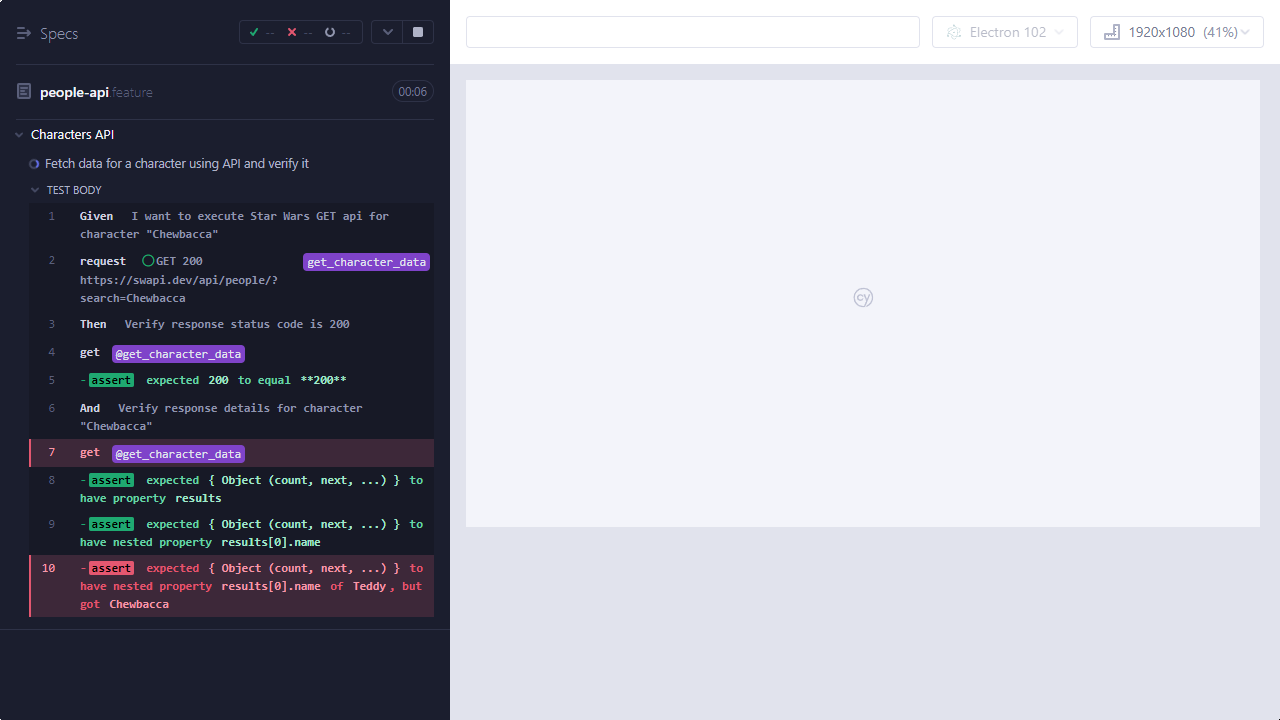 Specs
-- -- --
Electron 102
1920x1080 (41%)
people-api.feature
00:06
Characters API
Fetch data for a character using API and verify it
TEST BODY
1 Given I want to execute Star Wars GET api for
character "Chewbacca"
2 request GET 200 get_character_data
https://swapi.dev/api/people/?
search=Chewbacca
3 Then Verify response status code is 200
4 get @get_character_data
5 -assert expected 200 to equal **200**
6 And Verify response details for character
"Chewbacca"
7 get @get_character_data
8 -assert expected { Object (count, next, ...) } to
have property results
9 -assert expected { Object (count, next, ...) } to
have nested property results[0].name
10 -assert expected { Object (count, next, ...) } to
have nested property results[0].name of Teddy, but
got Chewbacca
cy